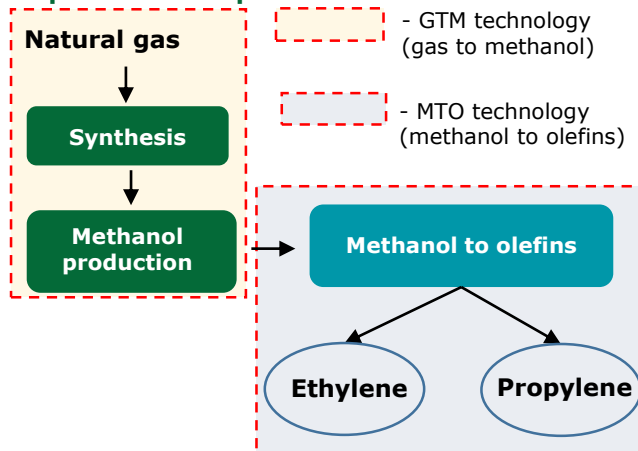 Natural gas
- GTM technology
(gas to methanol)
Synthesis
- MTO technology
(methanol to olefins)
Methanol
production
Methanol to olefins
Ethylene
Propylene